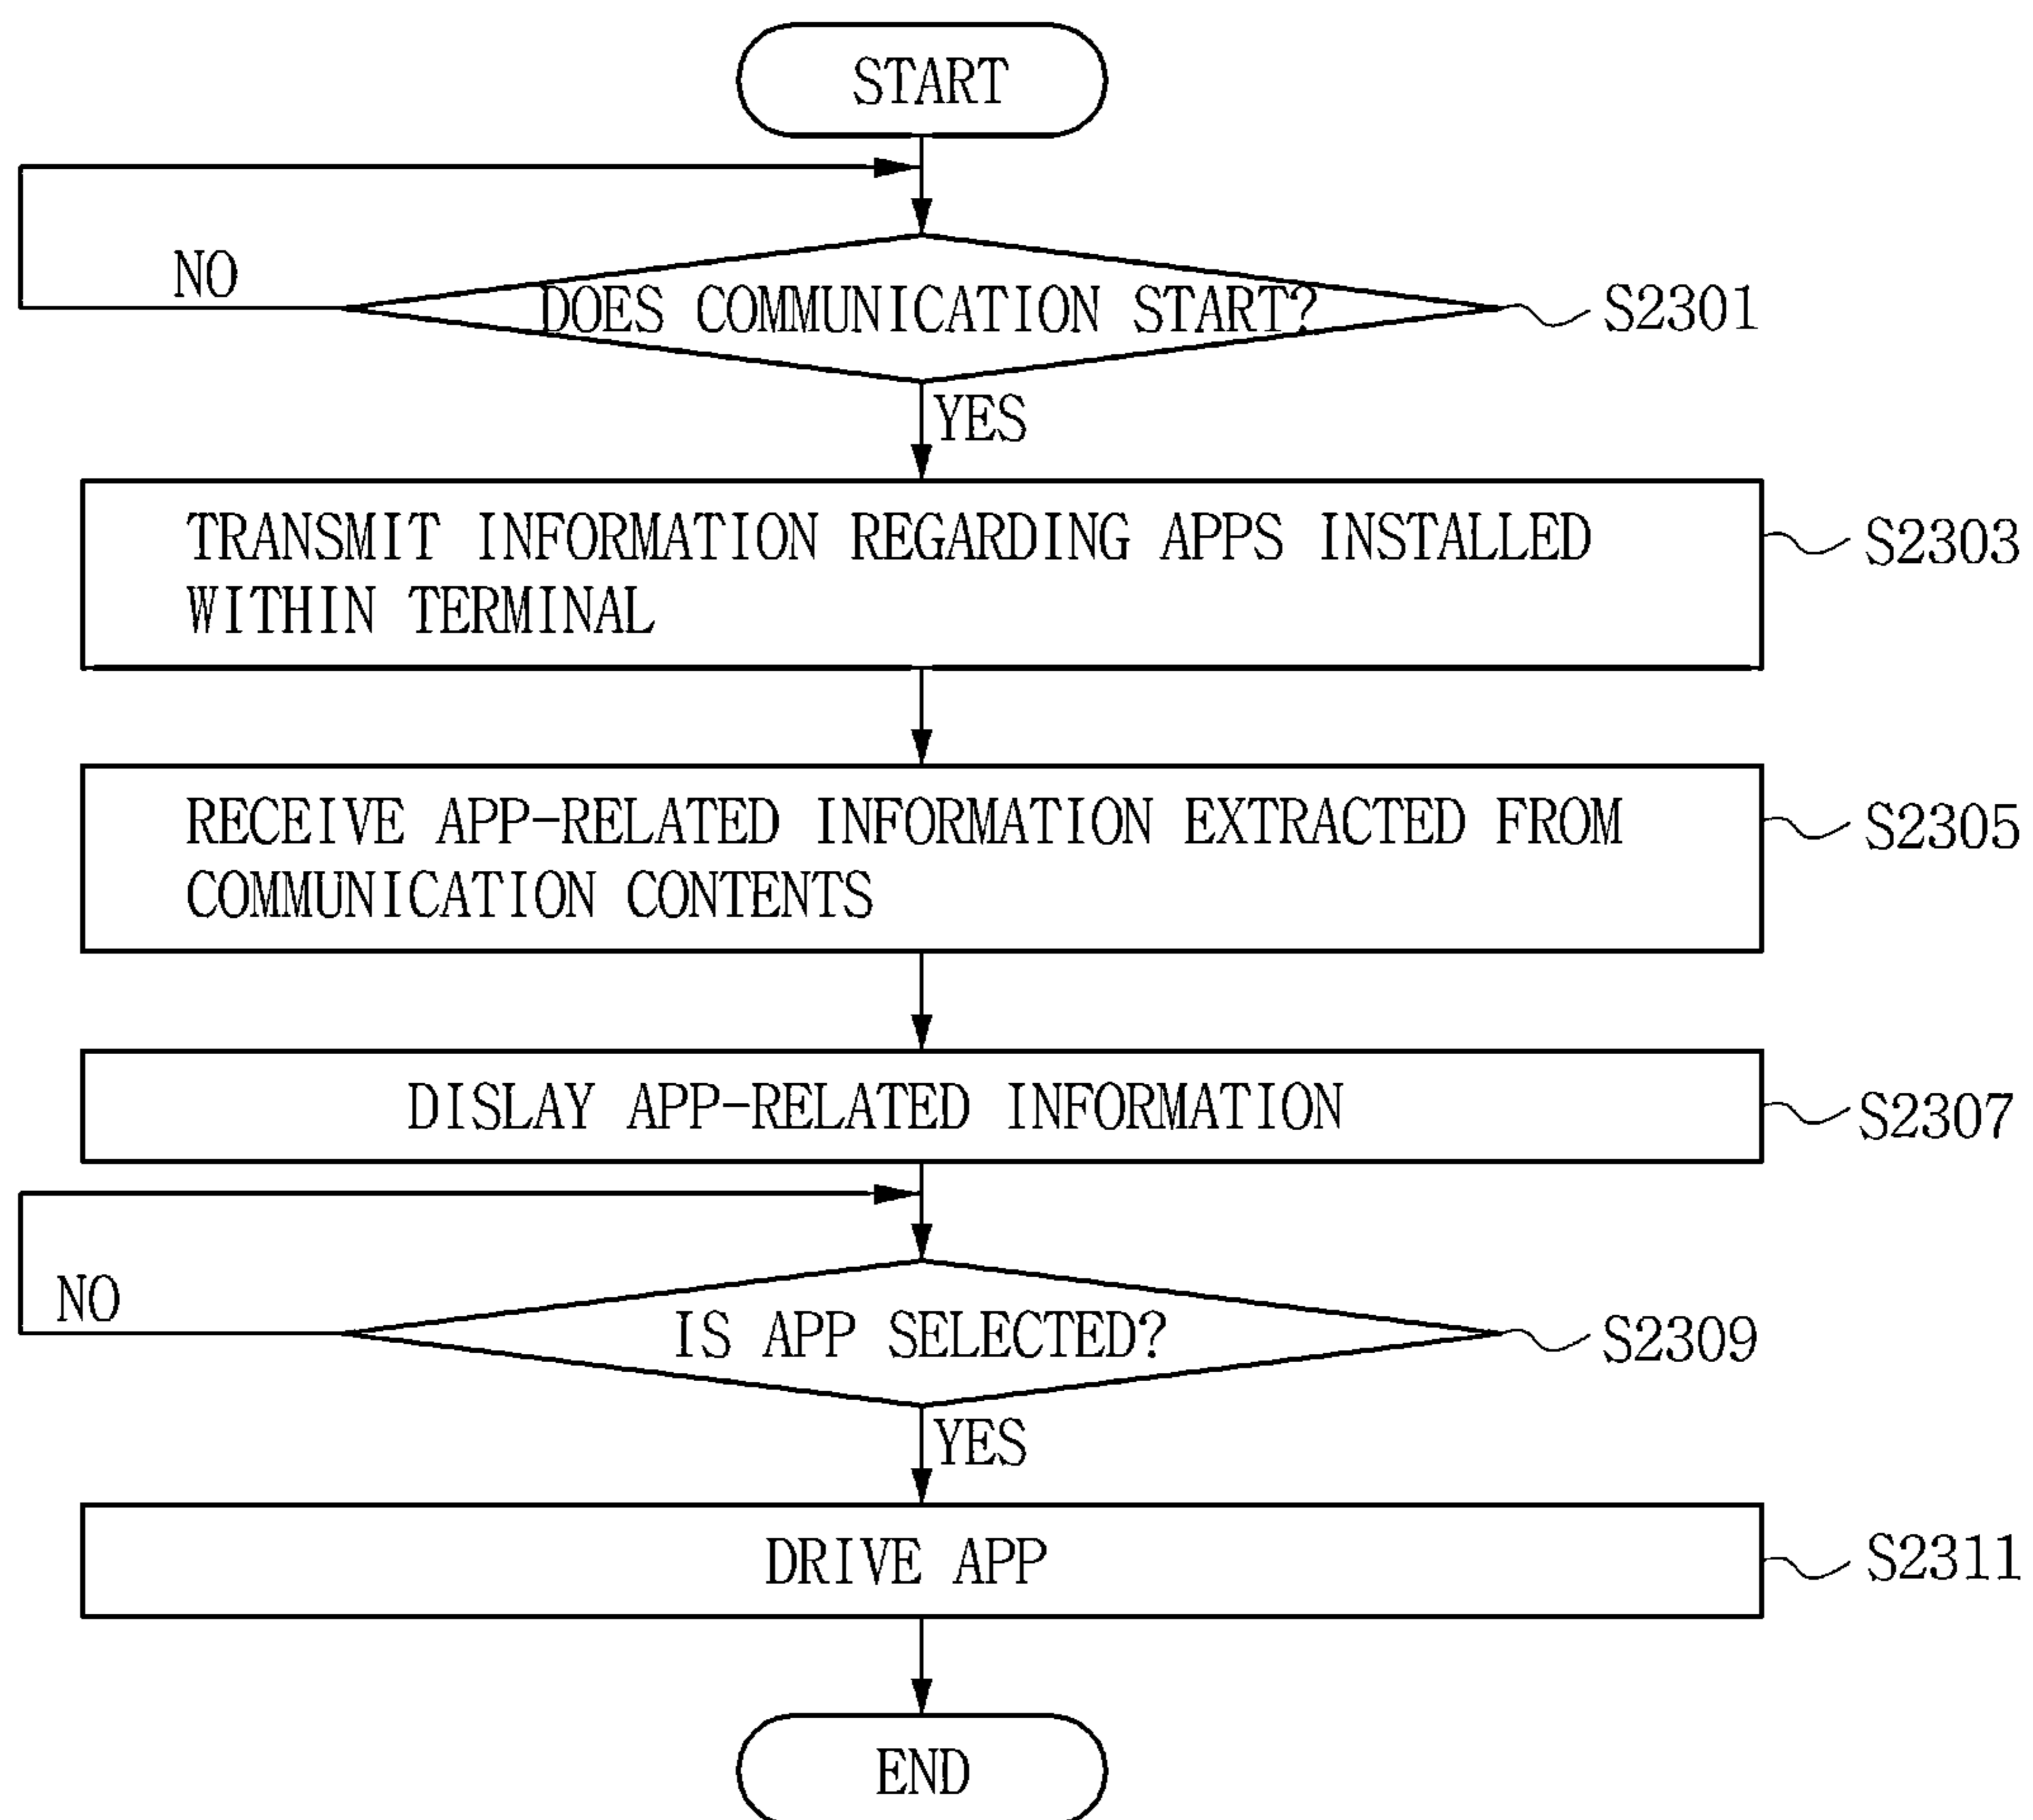 START
NO
DOES COMMUNICATION START?
S2301
YES
TRANSMIT INFORMATION REGARDING APPS INSTALLED
WITHIN TERMINAL
S2303
RECEIVE APP-RELATED INFORMATION EXTRACTED FROM
COMMUNICATION CONTENTS
S2305
DISLAY APP-RELATED INFORMATION
S2307
NO
IS APP SELECTED?
S2309
YES
DRIVE APP
S2311
END